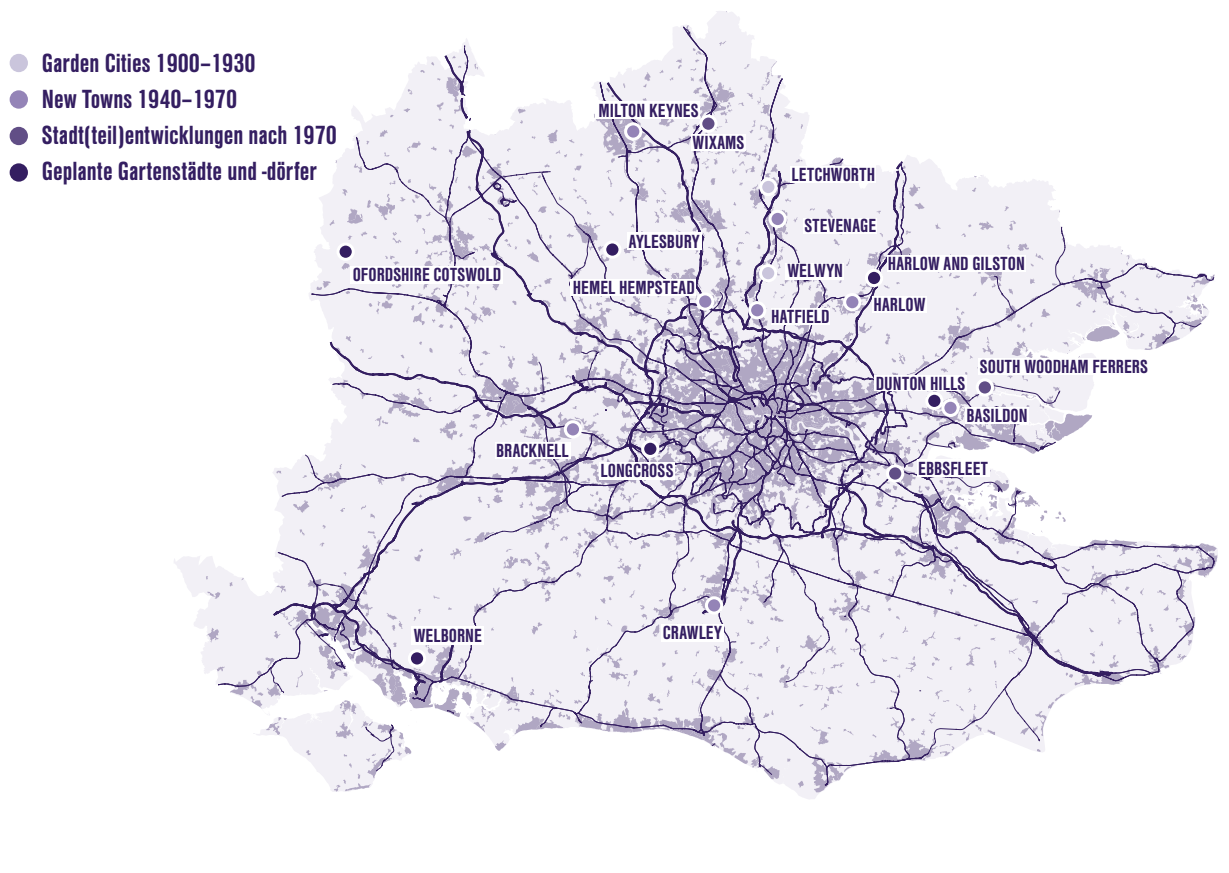 Garden Cities 1900–1930
New Towns 1940–1970
Stadt(teil)entwicklungen nach 1970
Geplante Gartenstädte und -dörfer
MILTON KEYNES
WIXAMS
LETCHWORTH
STEVENAGE
AYLESBURY
OFORDSHIRE COTSWOLD
WELWYN
HARLOW AND GILSTON
HEMEL HEMPSTEAD
HATFIELD
HARLOW
SOUTH WOODHAM FERRERS
DUNTON HILLS
BASILDON
BRACKNELL
LONGCROSS
EBBSFLEET
CRAWLEY
WELBORNE